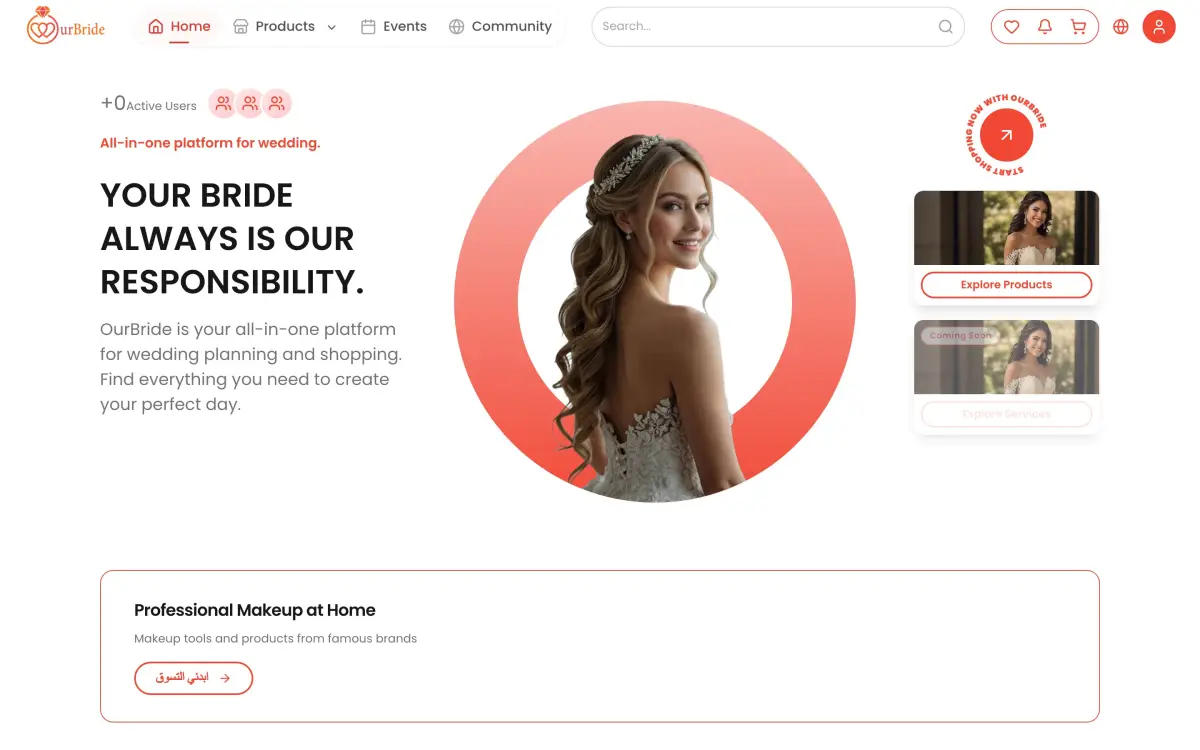 urBride
Home
Products
Events
Community
Search...
+0 Active Users
All-in-one platform for wedding.
YOUR BRIDE
ALWAYS IS OUR
RESPONSIBILITY.
OurBride is your all-in-one platform
for wedding planning and shopping.
Find everything you need to create
your perfect day.
START SHOPPING NOW WITH OURBRIDE
Explore Products
Coming Soon
Explore Services
Professional Makeup at Home
Makeup tools and products from famous brands
ابدئي التسوق